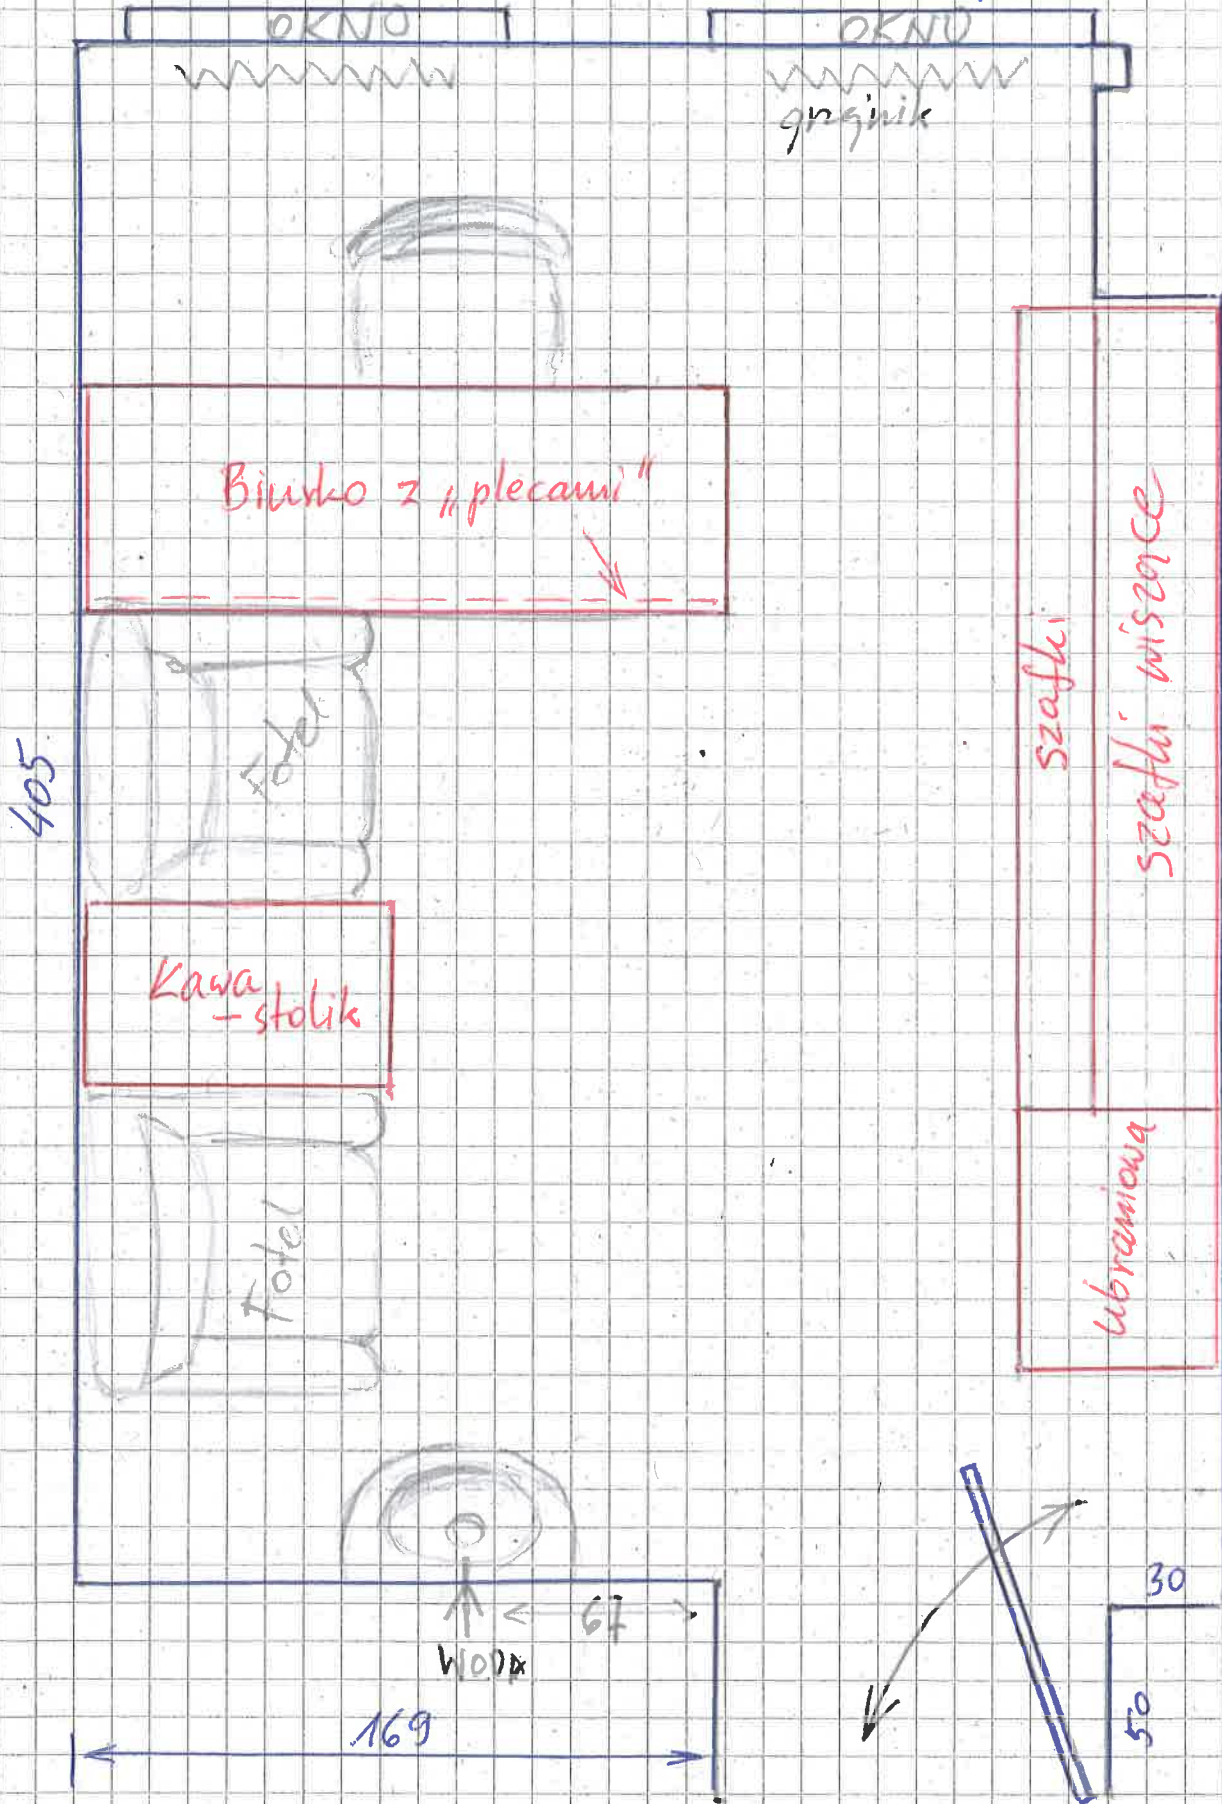 OKNO
OKNO
grzejnik
Biurko z „plecami”
szafki
szafki wiszące
Fotel
405
Kawa
- stolik
ubraniowa
Fotel
30
67
WODA
50
169